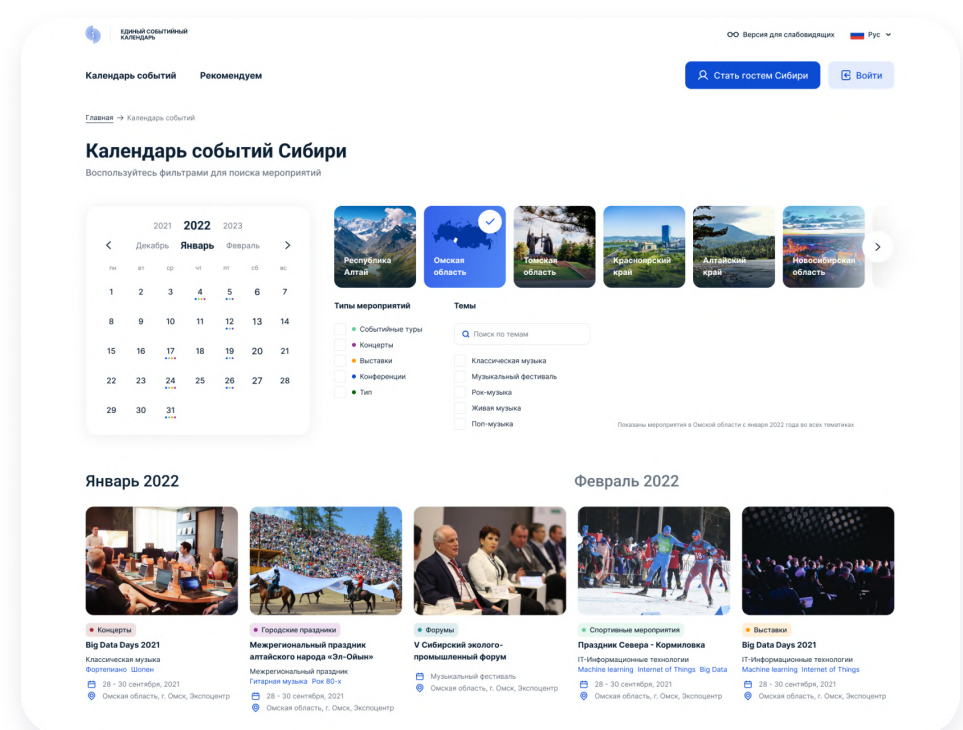 ЕДИНЫЙ СОБЫТИЙНЫЙ
КАЛЕНДАРЬ
Версия для слабовидящих
Рус
Календарь событий
Рекомендуем
Стать гостем Сибири
Войти
Главная → Календарь событий
Календарь событий Сибири
Воспользуйтесь фильтрами для поиска мероприятий
2021 2022 2023
Декабрь Январь Февраль
пн вт ср чт пт сб вс
1 2 3 4 5 6 7
8 9 10 11 12 13 14
15 16 17 18 19 20 21
22 23 24 25 26 27 28
29 30 31
Республика
Алтай
Омская
область
Томская
область
Красноярский
край
Алтайский
край
Новосибирская
область
Типы мероприятий
Событийные туры
Концерты
Выставки
Конференции
Тип
Темы
Поиск по темам
Классическая музыка
Музыкальный фестиваль
Рок-музыка
Живая музыка
Поп-музыка
Показаны мероприятия в Омской области с января 2022 года во всех тематиках
Январь 2022
Февраль 2022
Концерты
Big Data Days 2021
Классическая музыка
Фортепиано Шопен
28 - 30 сентября, 2021
Омская область, г. Омск, Экспоцентр
Городские праздники
Межрегиональный праздник
алтайского народа «Эл-Ойын»
Межрегиональный праздник
Гитарная музыка Рок 80-х
28 - 30 сентября, 2021
Омская область, г. Омск, Экспоцентр
Форумы
V Сибирский эколого-
промышленный форум
Музыкальный фестиваль
Омская область, г. Омск, Экспоцентр
Спортивные мероприятия
Праздник Севера - Кормиловка
IT-Информационные технологии
Machine learning Internet of Things Big Data
28 - 30 сентября, 2021
Омская область, г. Омск, Экспоцентр
Выставки
Big Data Days 2021
IT-Информационные технологии
Machine learning Internet of Things
28 - 30 сентября, 2021
Омская область, г. Омск, Экспоцентр